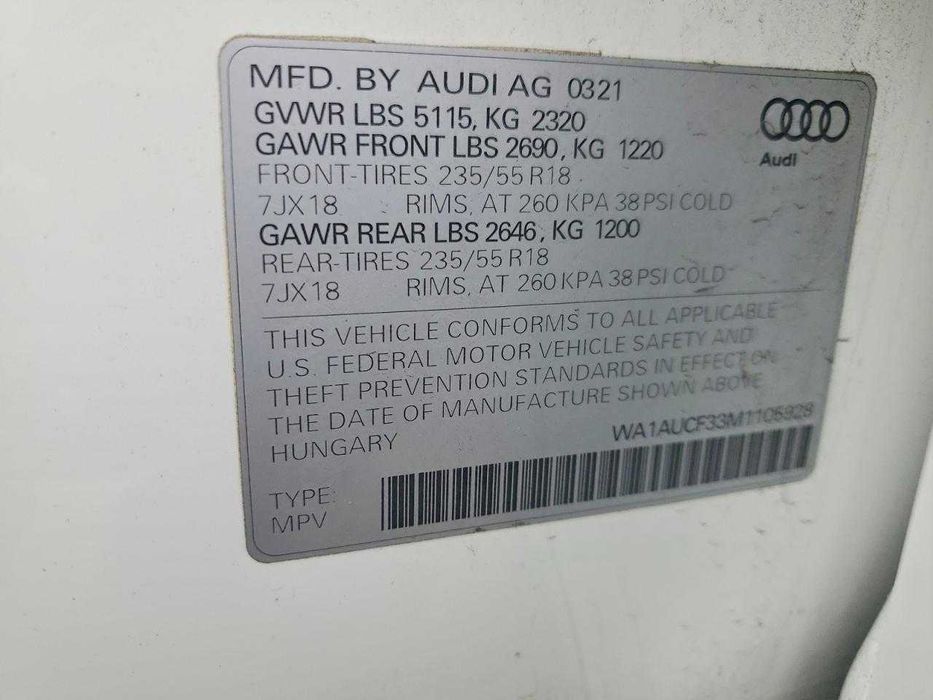 MFD. BY AUDI AG 0321
GVWR LBS 5115, KG 2320
GAWR FRONT LBS 2690, KG 1220
FRONT-TIRES 235/55 R18
7JX18 RIMS, AT 260 KPA 38 PSI COLD
GAWR REAR LBS 2646, KG 1200
REAR-TIRES 235/55 R18
7JX18 RIMS, AT 260 KPA 38 PSI COLD
Audi
THIS VEHICLE CONFORMS TO ALL APPLICABLE
U.S. FEDERAL MOTOR VEHICLE SAFETY AND
THEFT PREVENTION STANDARDS IN EFFECT ON
THE DATE OF MANUFACTURE SHOWN ABOVE
HUNGARY
WA1AUCF33M1106928
TYPE:
MPV